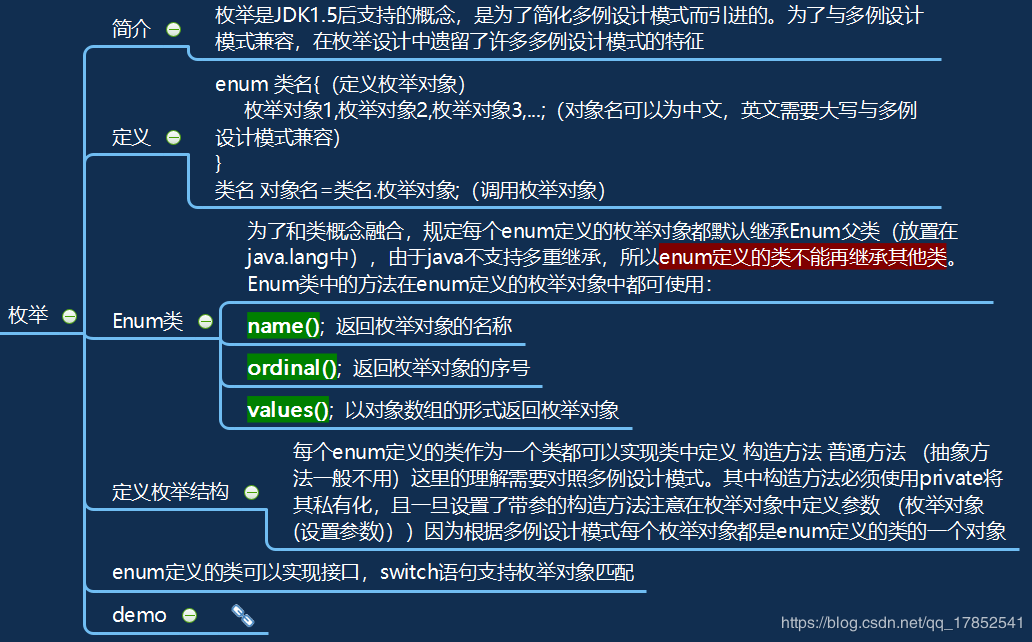 简介
枚举是JDK1.5后支持的概念，是为了简化多例设计模式而引进的。为了与多例设计
模式兼容，在枚举设计中遗留了许多多例设计模式的特征
定义
enum 类名{（定义枚举对象）
枚举对象1,枚举对象2,枚举对象3,...;（对象名可以为中文，英文需要大写与多例
设计模式兼容）
}
类名 对象名=类名.枚举对象;（调用枚举对象）
枚举
Enum类
为了和类概念融合，规定每个enum定义的枚举对象都默认继承Enum父类（放置在
java.lang中）, 由于java不支持多重继承，所以enum定义的类不能再继承其他类。
Enum类中的方法在enum定义的枚举对象中都可使用：
name(); 返回枚举对象的名称
ordinal(); 返回枚举对象的序号
values(); 以对象数组的形式返回枚举对象
定义枚举结构
每个enum定义的类作为一个类都可以实现类中定义 构造方法 普通方法 （抽象方
法一般不用）这里的理解需要对照多例设计模式。其中构造方法必须使用private将
其私有化，且一旦设置了带参的构造方法注意在枚举对象中定义参数 （枚举对象
(设置参数)））因为根据多例设计模式每个枚举对象都是enum定义的类的一个对象
enum定义的类可以实现接口，switch语句支持枚举对象匹配
demo
https://blog.csdn.net/qq_17852541